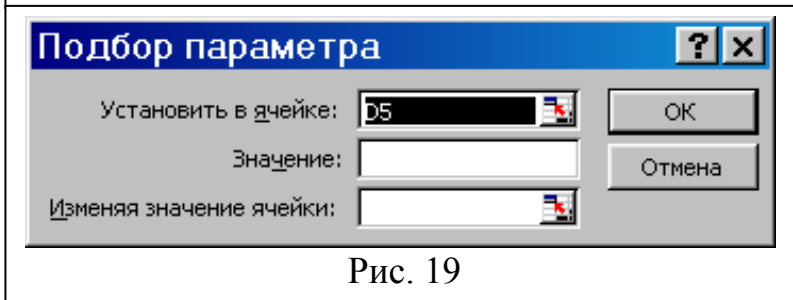 Подбор параметра
Установить в ячейке: D5
OK
Значение:
Отмена
Изменяя значение ячейки:
Рис. 19